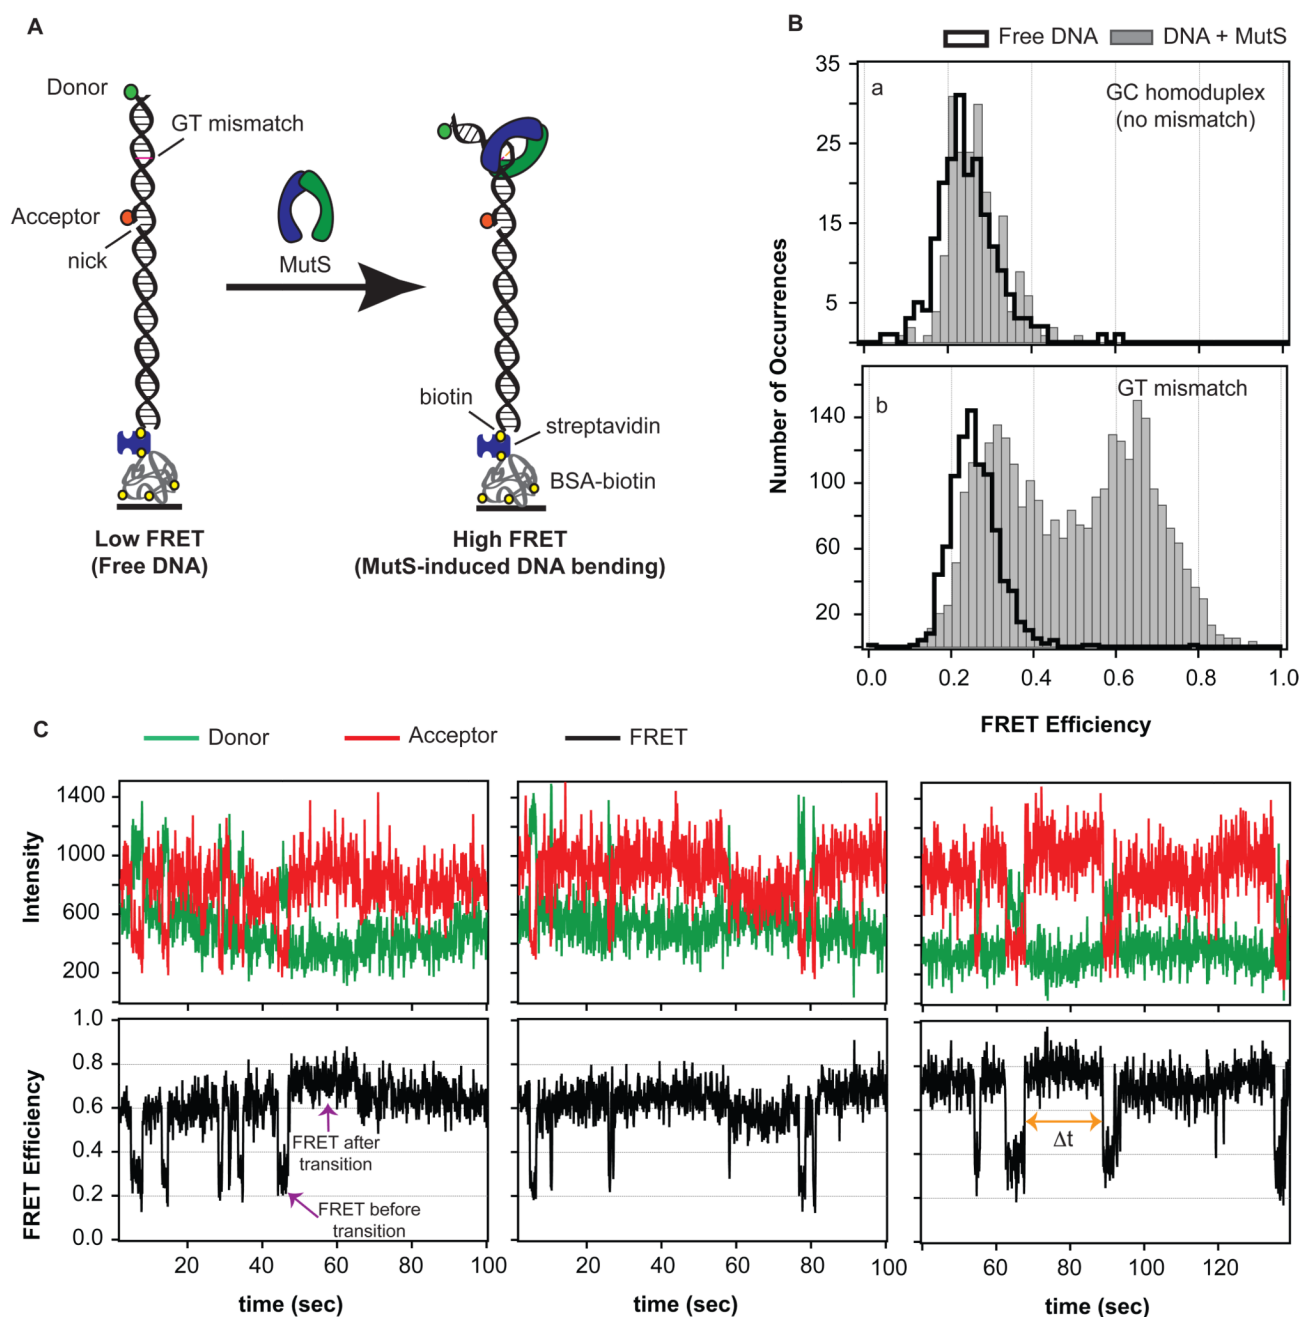 A
Donor
GT mismatch
Acceptor
nick
MutS
biotin
streptavidin
BSA-biotin
Low FRET
(Free DNA)
High FRET
(MutS-induced DNA bending)
B
Free DNA
DNA + MutS
Number of Occurrences
a
GC homoduplex
(no mismatch)
35
25
15
5
b
GT mismatch
140
100
60
20
0.0 0.2 0.4 0.6 0.8 1.0
FRET Efficiency
C
Donor
Acceptor
FRET
Intensity
1400
1000
600
200
FRET Efficiency
1.0
0.8
0.6
0.4
0.2
0.0
FRET after
transition
FRET before
transition
Δt
20 40 60 80 100
time (sec)
20 40 60 80 100
time (sec)
60 80 100 120
time (sec)